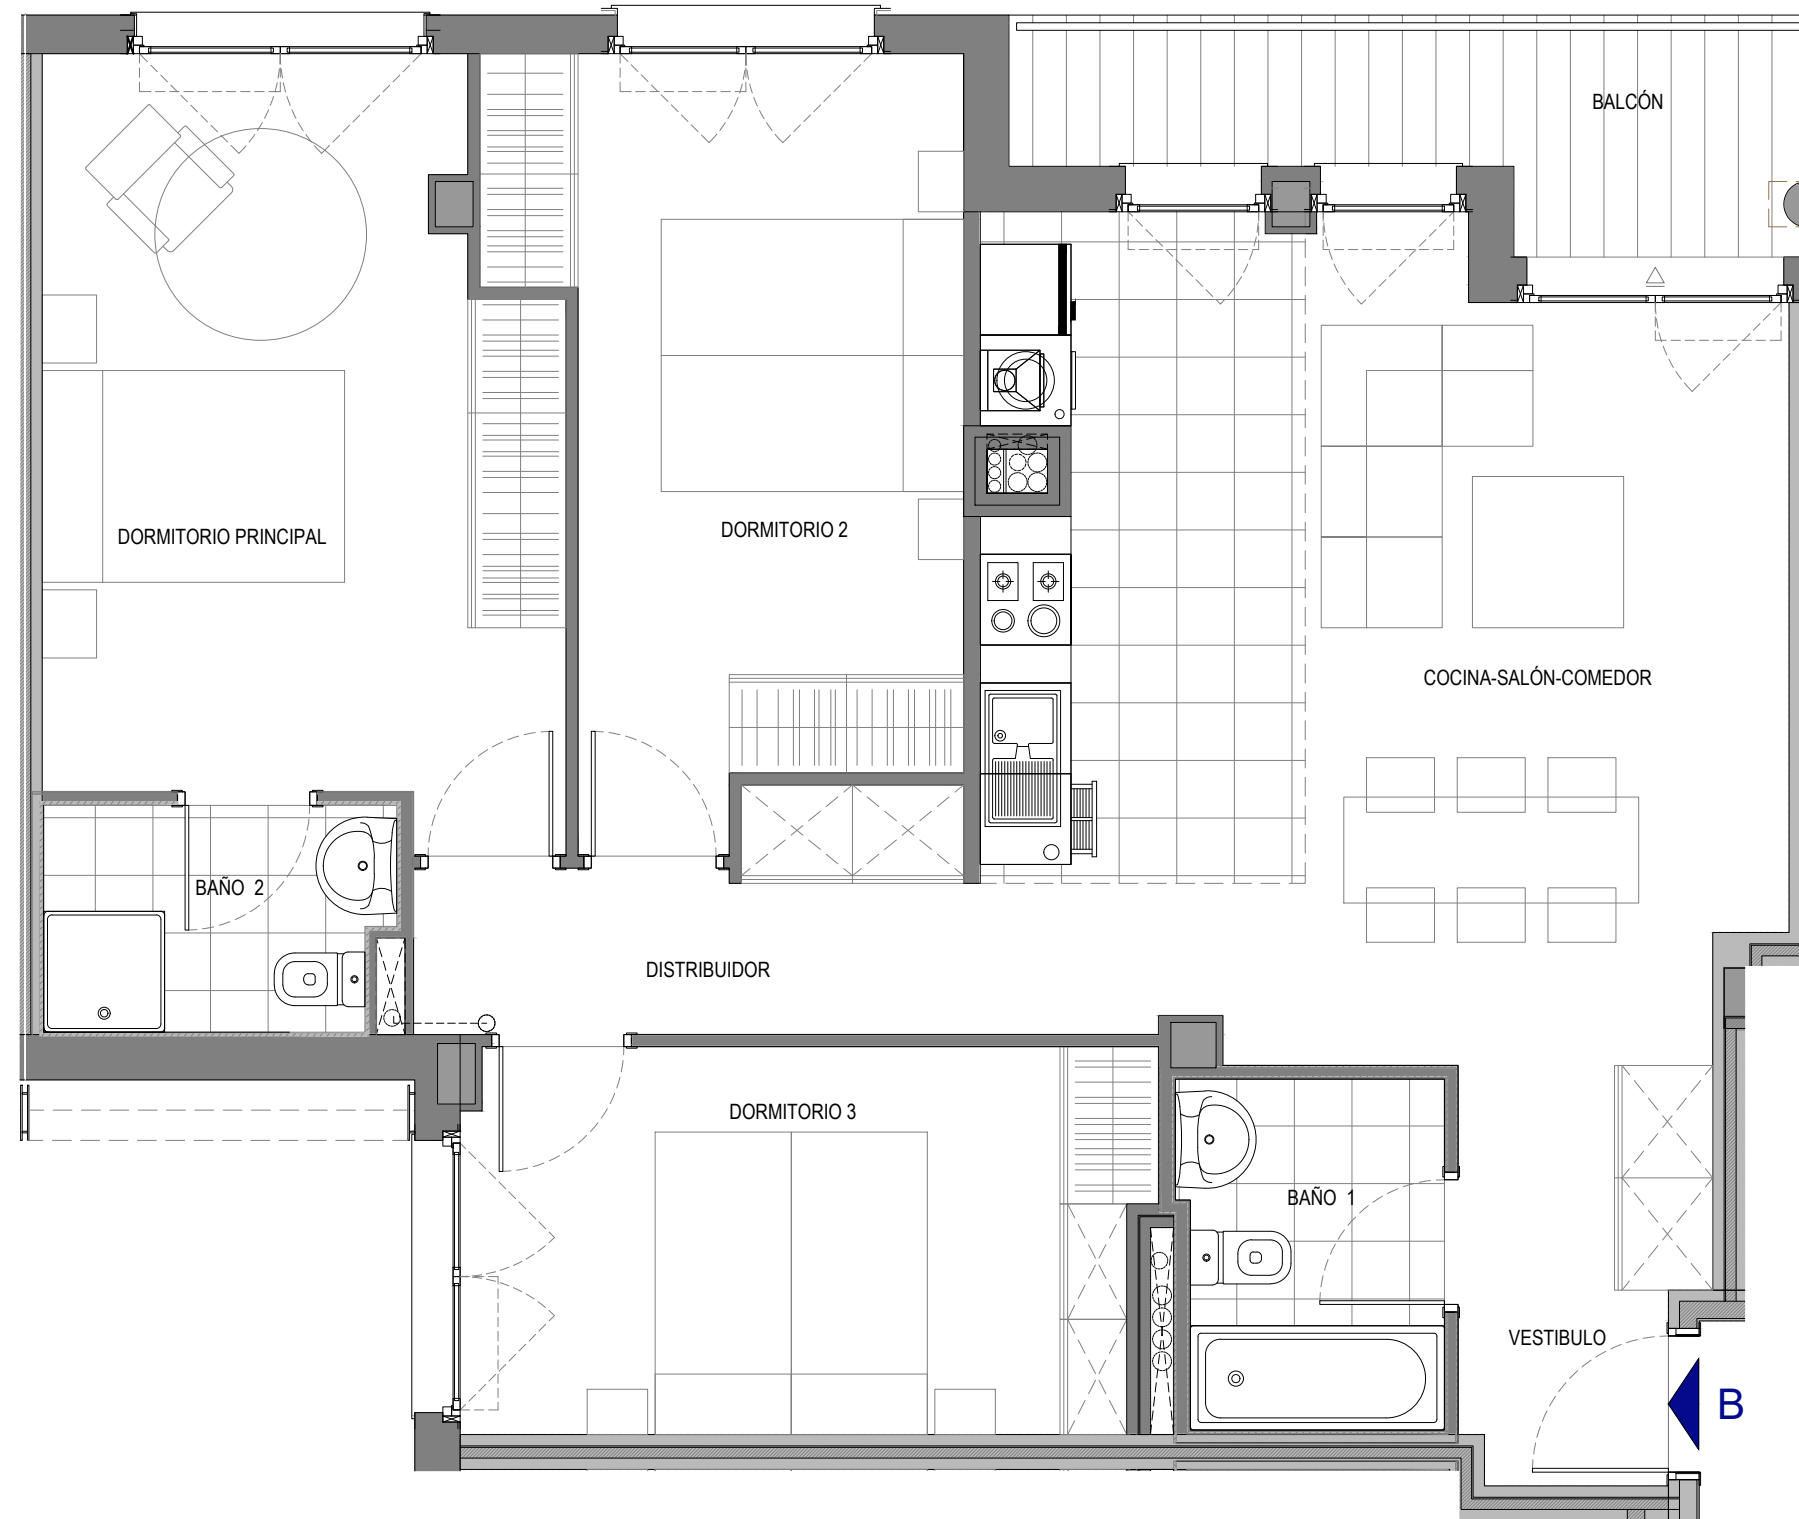 BALCÓN
DORMITORIO PRINCIPAL
DORMITORIO 2
COCINA-SALÓN-COMEDOR
BAÑO 2
DISTRIBUIDOR
DORMITORIO 3
BAÑO 1
VESTIBULO
B